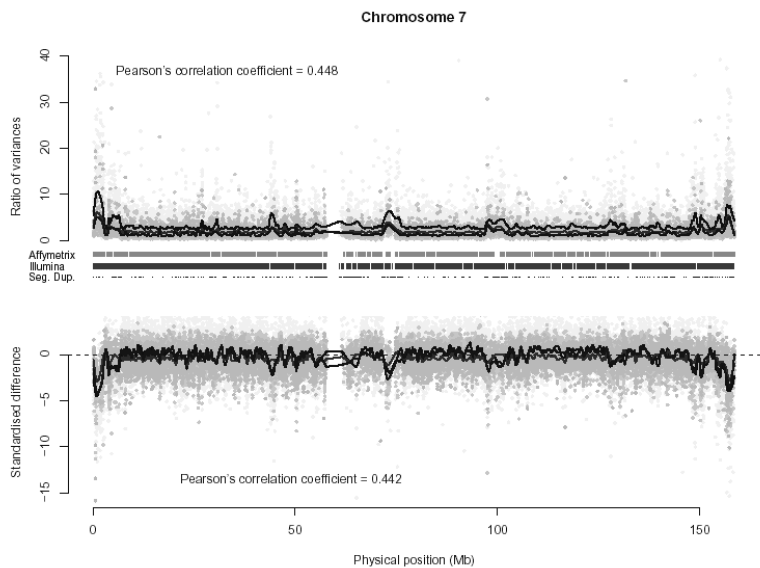 Chromosome 7
Pearson's correlation coefficient = 0.448
Ratio of variances
40
30
20
10
0
Affymetrix
Illumina
Seg. Dup.
Standardised difference
0
−5
−10
−15
Pearson's correlation coefficient = 0.442
0 50 100 150
Physical position (Mb)